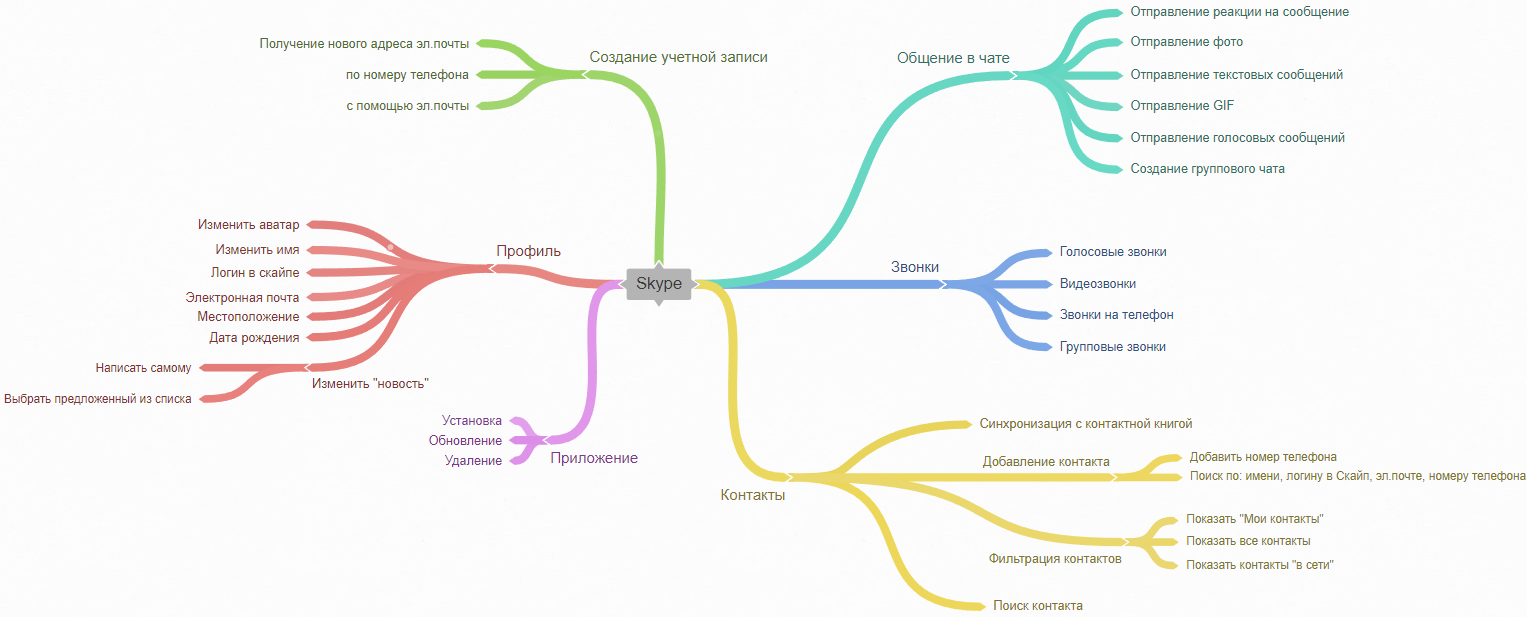 Skype
Создание учетной записи
Получение нового адреса эл.почты
по номеру телефона
с помощью эл.почты
Профиль
Изменить аватар
Изменить имя
Логин в скайпе
Электронная почта
Местоположение
Дата рождения
Изменить "новость"
Написать самому
Выбрать предложенный из списка
Приложение
Установка
Обновление
Удаление
Общение в чате
Отправление реакции на сообщение
Отправление фото
Отправление текстовых сообщений
Отправление GIF
Отправление голосовых сообщений
Создание группового чата
Звонки
Голосовые звонки
Видеозвонки
Звонки на телефон
Групповые звонки
Контакты
Синхронизация с контактной книгой
Добавление контакта
Добавить номер телефона
Поиск по: имени, логину в Скайп, эл.почте, номеру телефона
Фильтрация контактов
Показать "Мои контакты"
Показать все контакты
Показать контакты "в сети"
Поиск контакта